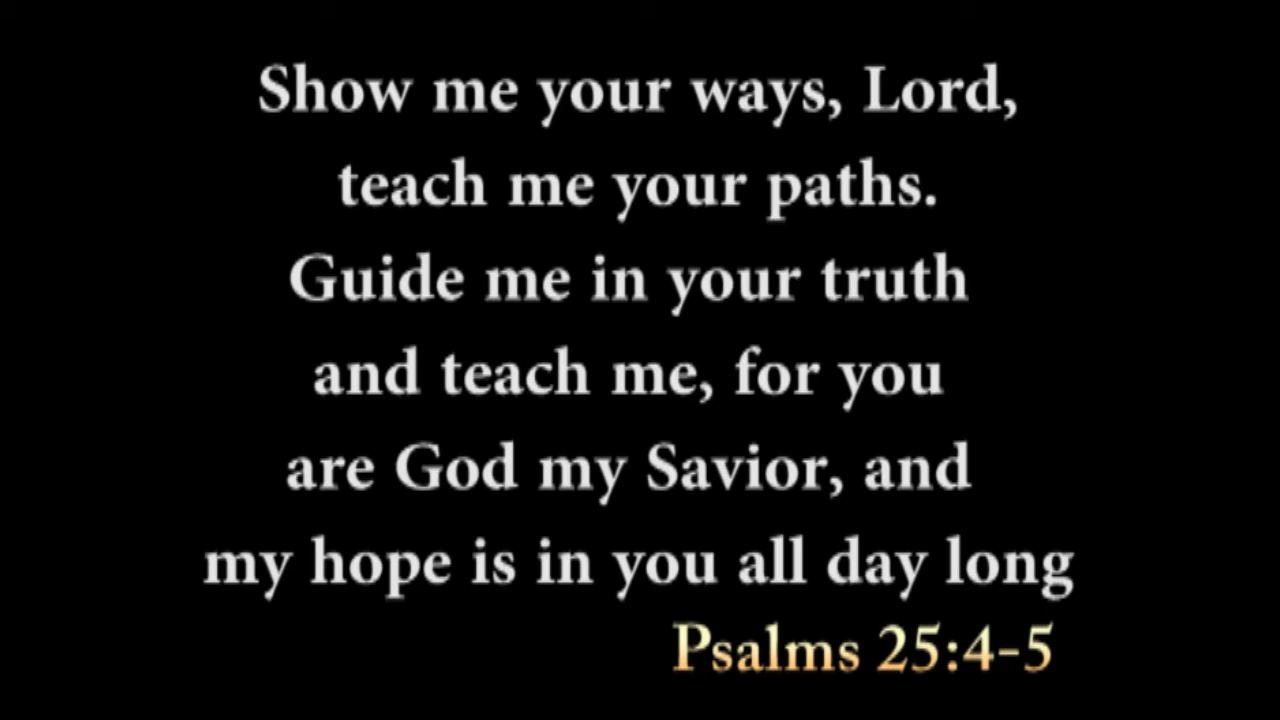 Show me your ways, Lord,
teach me your paths.
Guide me in your truth
and teach me, for you
are God my Savior, and
my hope is in you all day long
Psalms 25:4-5